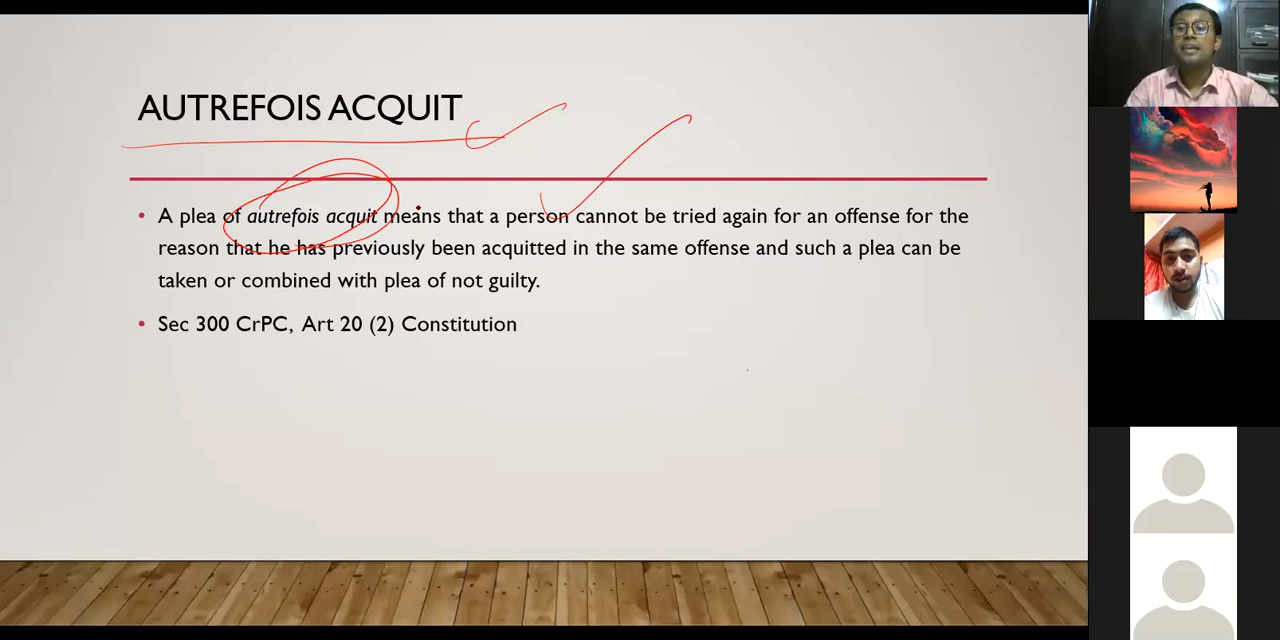 AUTREFOIS ACQUIT
• A plea of autrefois acquit means that a person cannot be tried again for an offense for the
reason that he has previously been acquitted in the same offense and such a plea can be
taken or combined with plea of not guilty.
• Sec 300 CrPC, Art 20 (2) Constitution